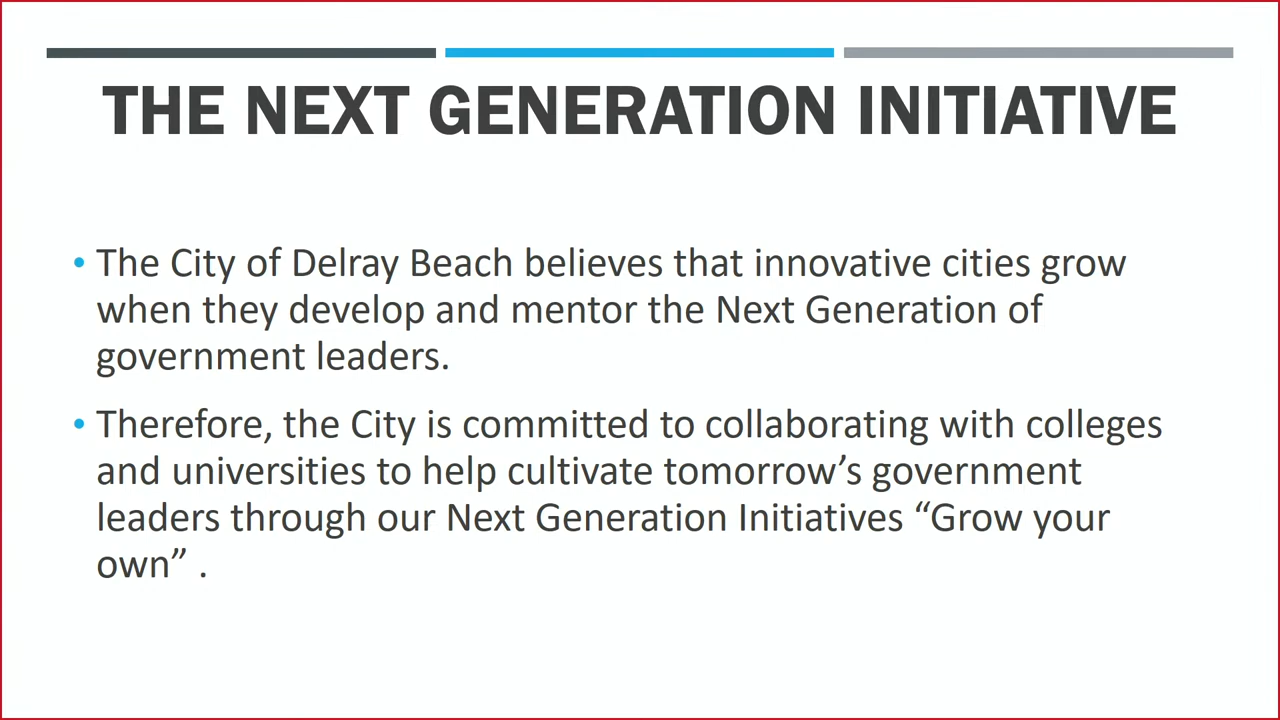 THE NEXT GENERATION INITIATIVE
• The City of Delray Beach believes that innovative cities grow
when they develop and mentor the Next Generation of
government leaders.
• Therefore, the City is committed to collaborating with colleges
and universities to help cultivate tomorrow’s government
leaders through our Next Generation Initiatives “Grow your
own” .